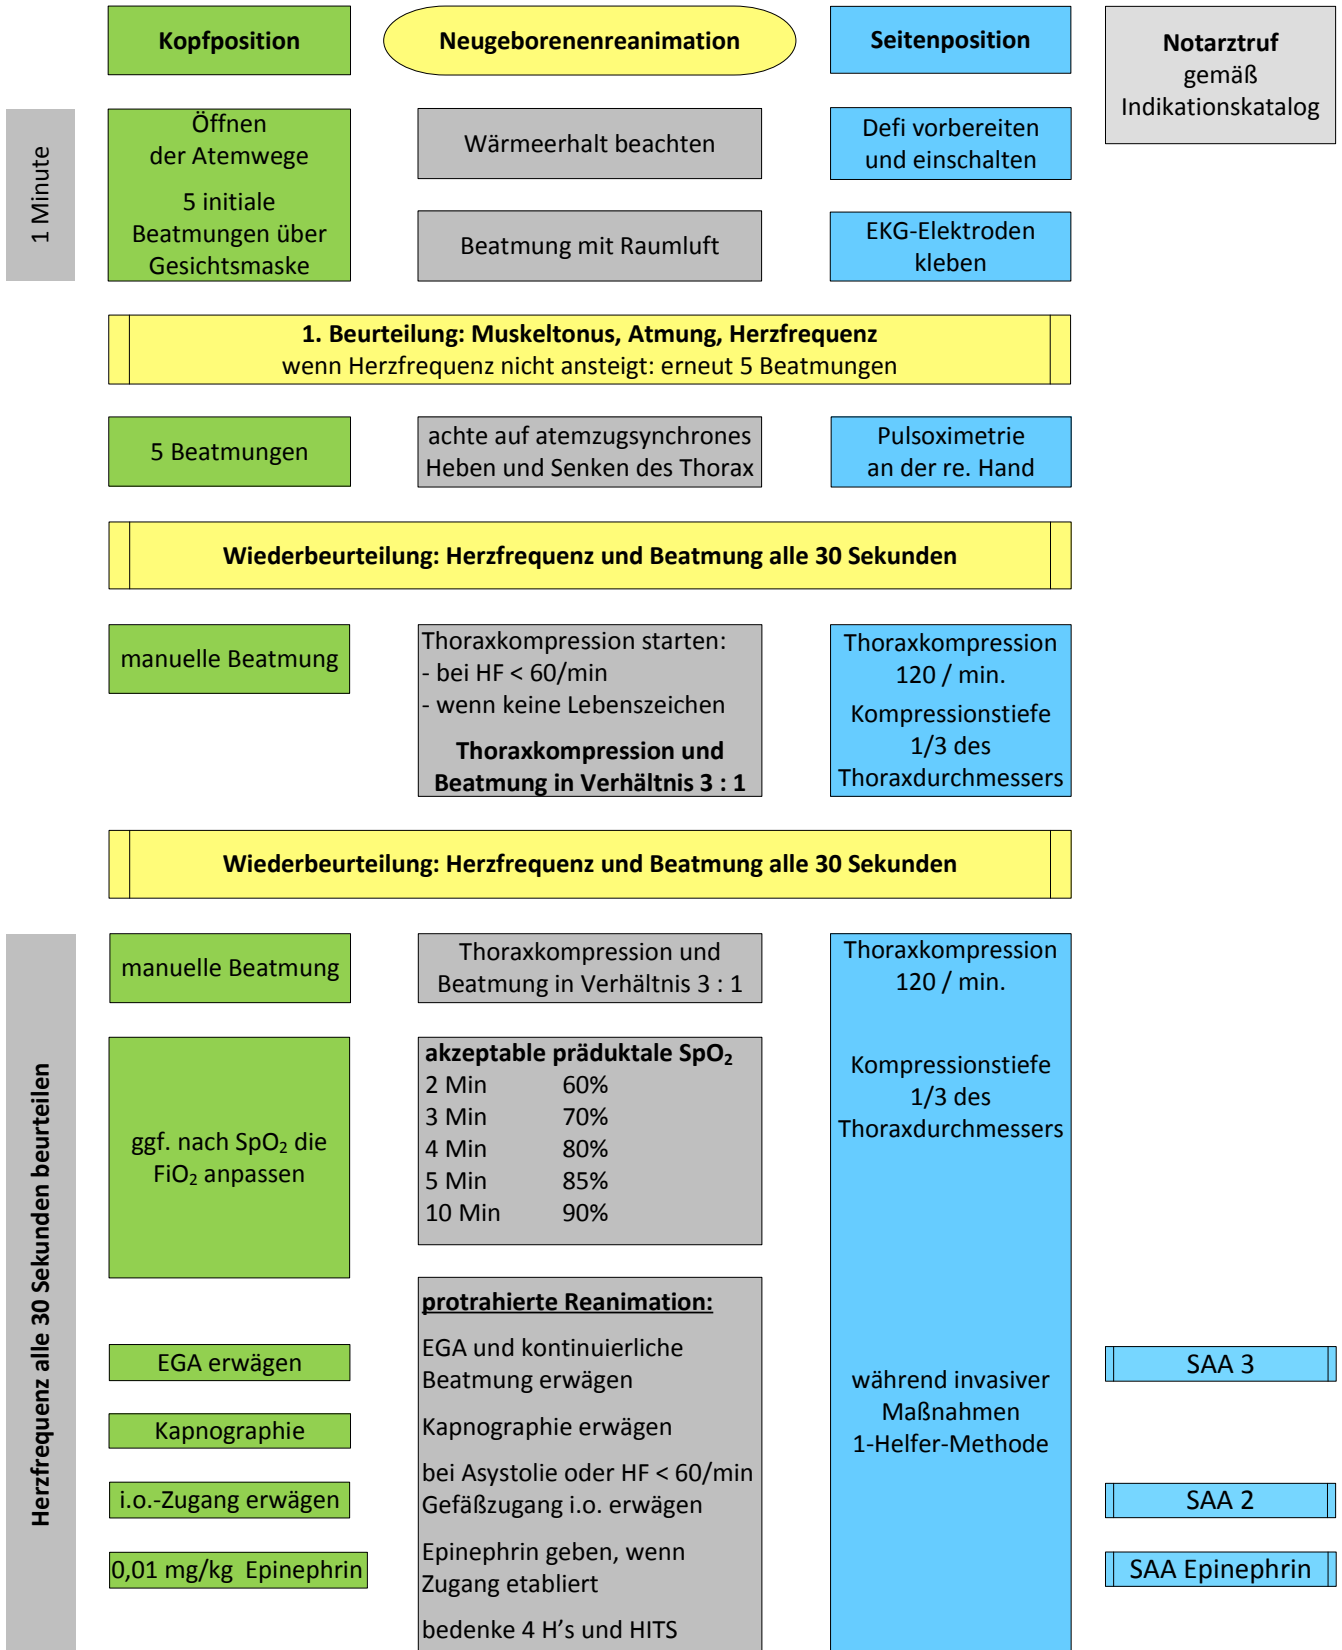 Kopfposition
Neugeborenenreanimation
Seitenposition
Notarztruf
gemäß
Indikationskatalog
1 Minute
Öffnen
der Atemwege
5 initiale
Beatmungen über
Gesichtsmaske
Wärmeerhalt beachten
Beatmung mit Raumluft
Defi vorbereiten
und einschalten
EKG-Elektroden
kleben
1. Beurteilung: Muskeltonus, Atmung, Herzfrequenz
wenn Herzfrequenz nicht ansteigt: erneut 5 Beatmungen
5 Beatmungen
achte auf atemzugsynchrones
Heben und Senken des Thorax
Pulsoximetrie
an der re. Hand
Wiederbeurteilung: Herzfrequenz und Beatmung alle 30 Sekunden
manuelle Beatmung
Thoraxkompression starten:
- bei HF < 60/min
- wenn keine Lebenszeichen
Thoraxkompression und
Beatmung in Verhältnis 3 : 1
Thoraxkompression
120 / min.
Kompressionstiefe
1/3 des
Thoraxdurchmessers
Wiederbeurteilung: Herzfrequenz und Beatmung alle 30 Sekunden
Herzfrequenz alle 30 Sekunden beurteilen
manuelle Beatmung
Thoraxkompression und
Beatmung in Verhältnis 3 : 1
Thoraxkompression
120 / min.
ggf. nach SpO₂ die
FiO₂ anpassen
akzeptable präduktale SpO₂
2 Min 60%
3 Min 70%
4 Min 80%
5 Min 85%
10 Min 90%
Kompressionstiefe
1/3 des
Thoraxdurchmessers
protrahierte Reanimation:
EGA erwägen
EGA und kontinuierliche
Beatmung erwägen
während invasiver
Maßnahmen
1-Helfer-Methode
SAA 3
Kapnographie
Kapnographie erwägen
i.o.-Zugang erwägen
bei Asystolie oder HF < 60/min
Gefäßzugang i.o. erwägen
SAA 2
0,01 mg/kg Epinephrin
Epinephrin geben, wenn
Zugang etabliert
SAA Epinephrin
bedenke 4 H's und HITS